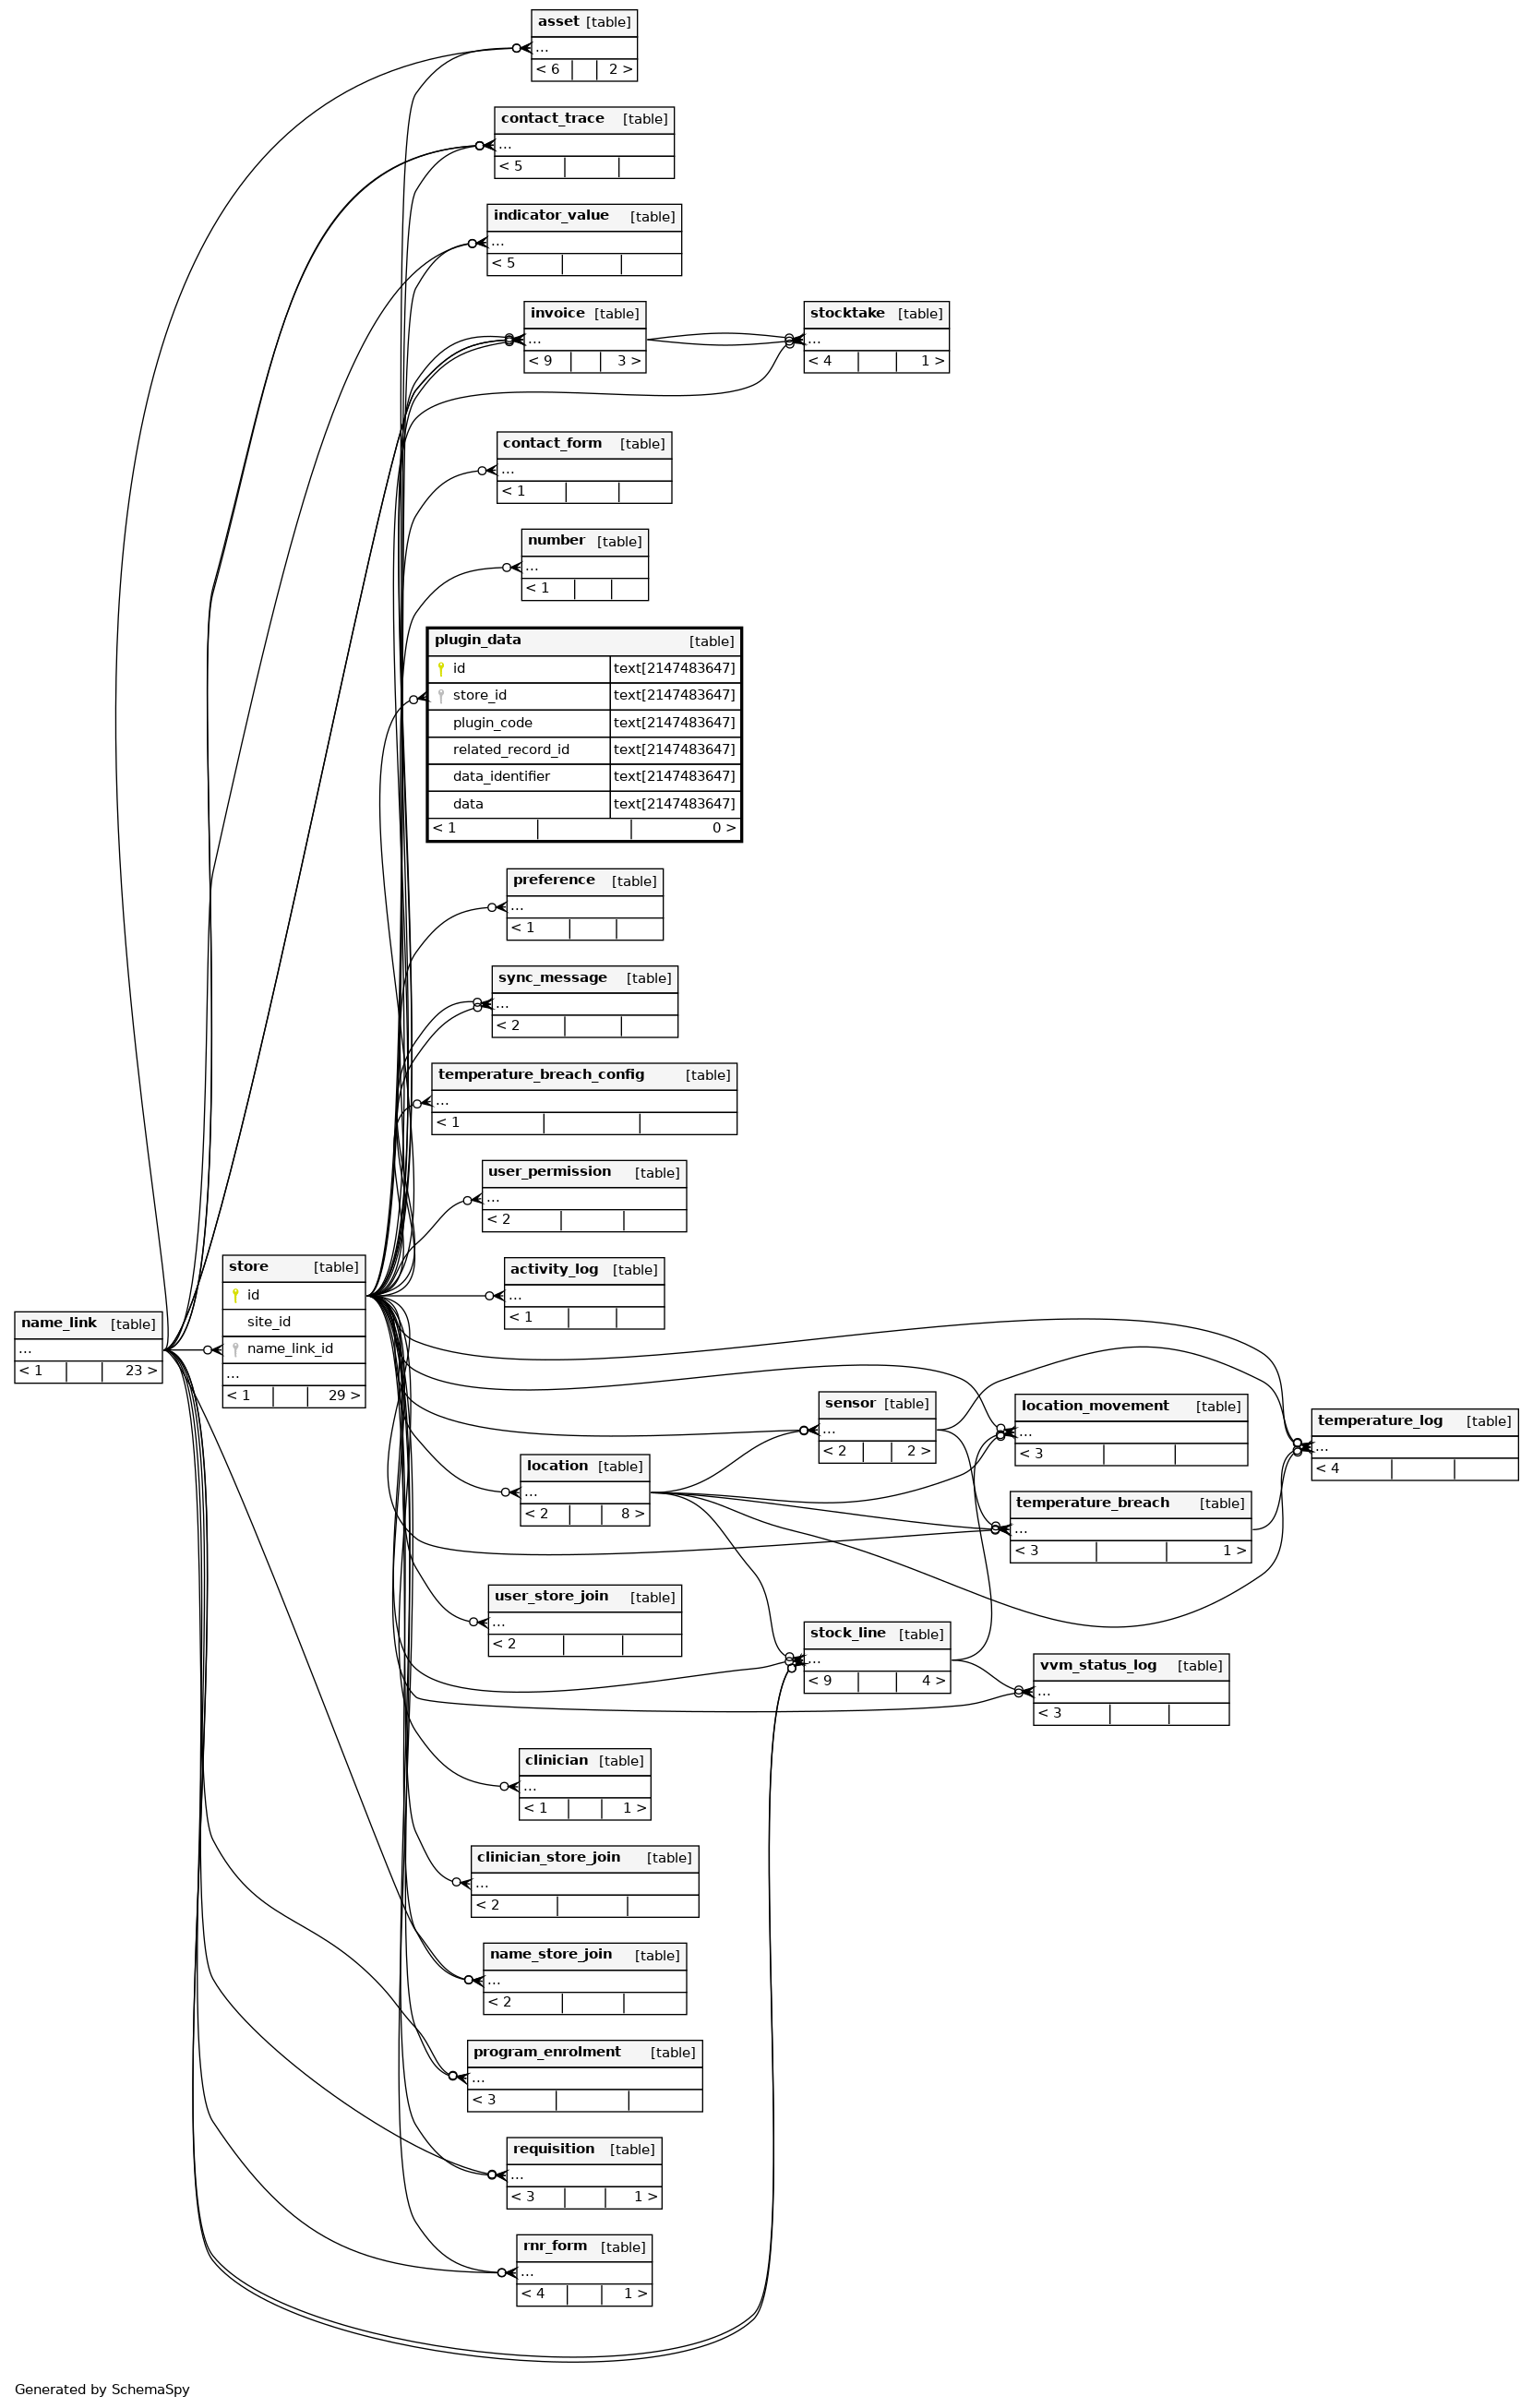 asset [table]
...
< 6 2 >
contact_trace [table]
...
< 5
indicator_value [table]
...
< 5
invoice [table]
...
< 9 3 >
stocktake [table]
...
< 4 1 >
contact_form [table]
...
< 1
number [table]
...
< 1
plugin_data [table]
id text[2147483647]
store_id text[2147483647]
plugin_code text[2147483647]
related_record_id text[2147483647]
data_identifier text[2147483647]
data text[2147483647]
< 1 0 >
preference [table]
...
< 1
sync_message [table]
...
< 2
temperature_breach_config [table]
...
< 1
user_permission [table]
...
< 2
activity_log [table]
...
< 1
store [table]
id
site_id
name_link_id
...
< 1 29 >
name_link [table]
...
< 1 23 >
sensor [table]
...
< 2 2 >
location_movement [table]
...
< 3
temperature_log [table]
...
< 4
location [table]
...
< 2 8 >
temperature_breach [table]
...
< 3 1 >
user_store_join [table]
...
< 2
stock_line [table]
...
< 9 4 >
vvm_status_log [table]
...
< 3
clinician [table]
...
< 1 1 >
clinician_store_join [table]
...
< 2
name_store_join [table]
...
< 2
program_enrolment [table]
...
< 3
requisition [table]
...
< 3 1 >
rnr_form [table]
...
< 4 1 >
Generated by SchemaSpy